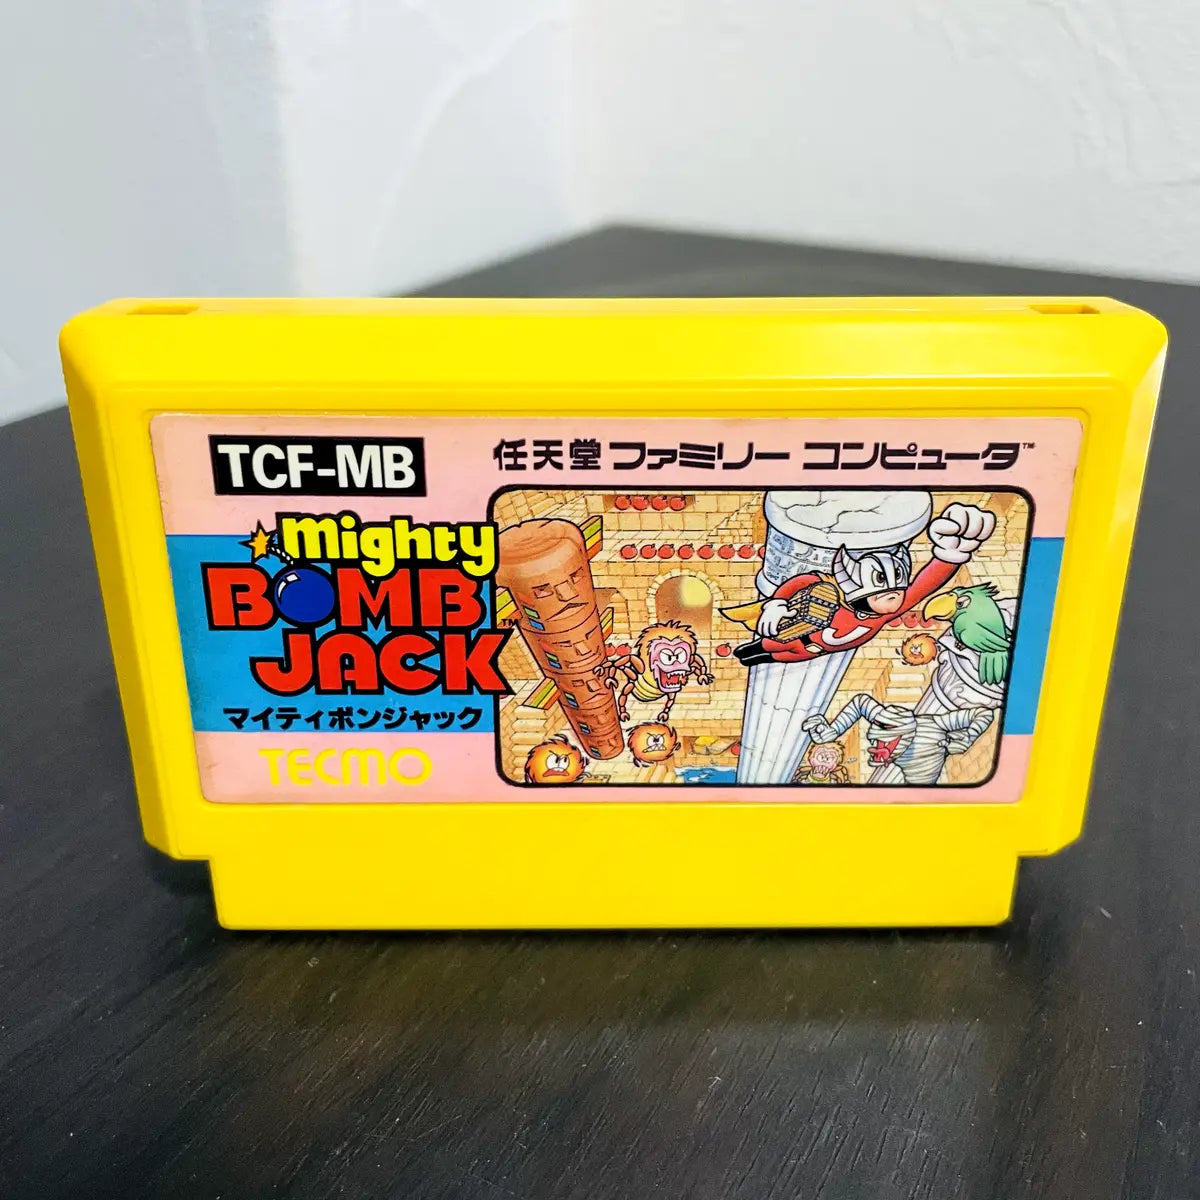 TCF-MB
任天堂 ファミリー コンピュータ™
mighty
BOMB
JACK™
マイティボンジャック
TECMO